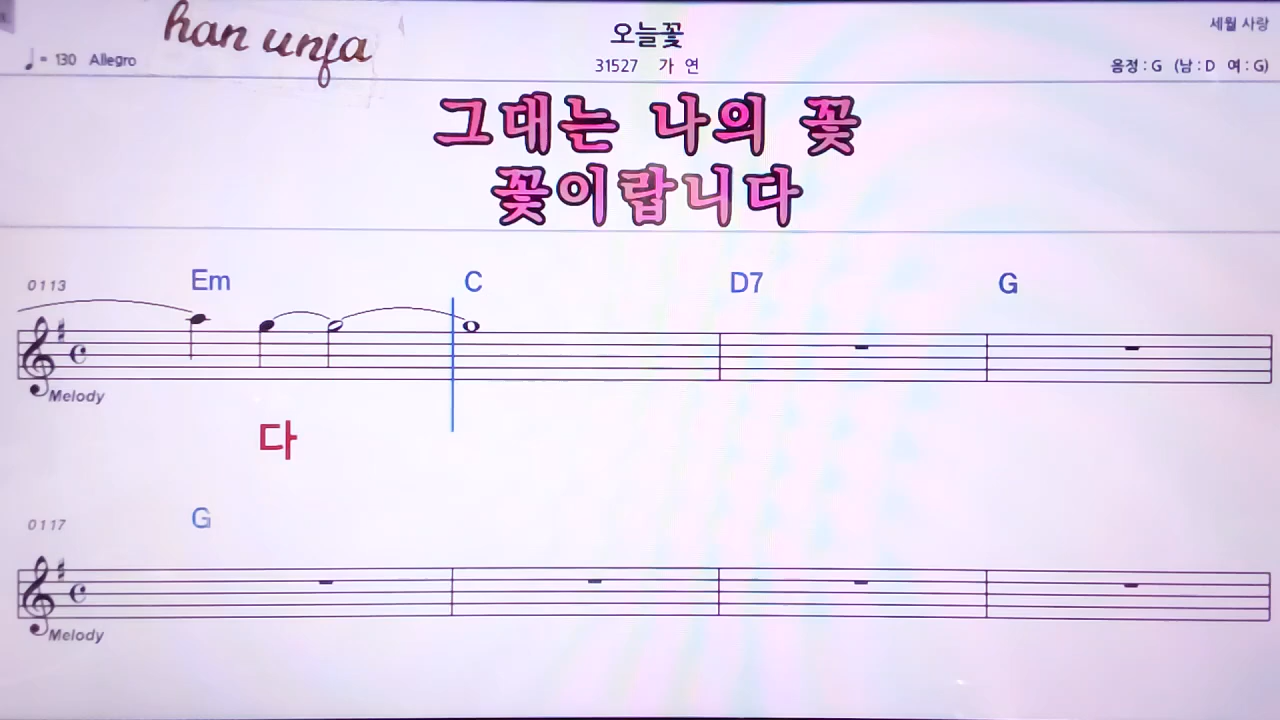 han unja
오늘꽃
세월 사랑
♩ = 130 Allegro
31527 가 연
음정 : G (남 : D 여 : G)
그대는 나의 꽃
꽃이랍니다
0113 Em C D7 G
Melody
다
0117 G
Melody